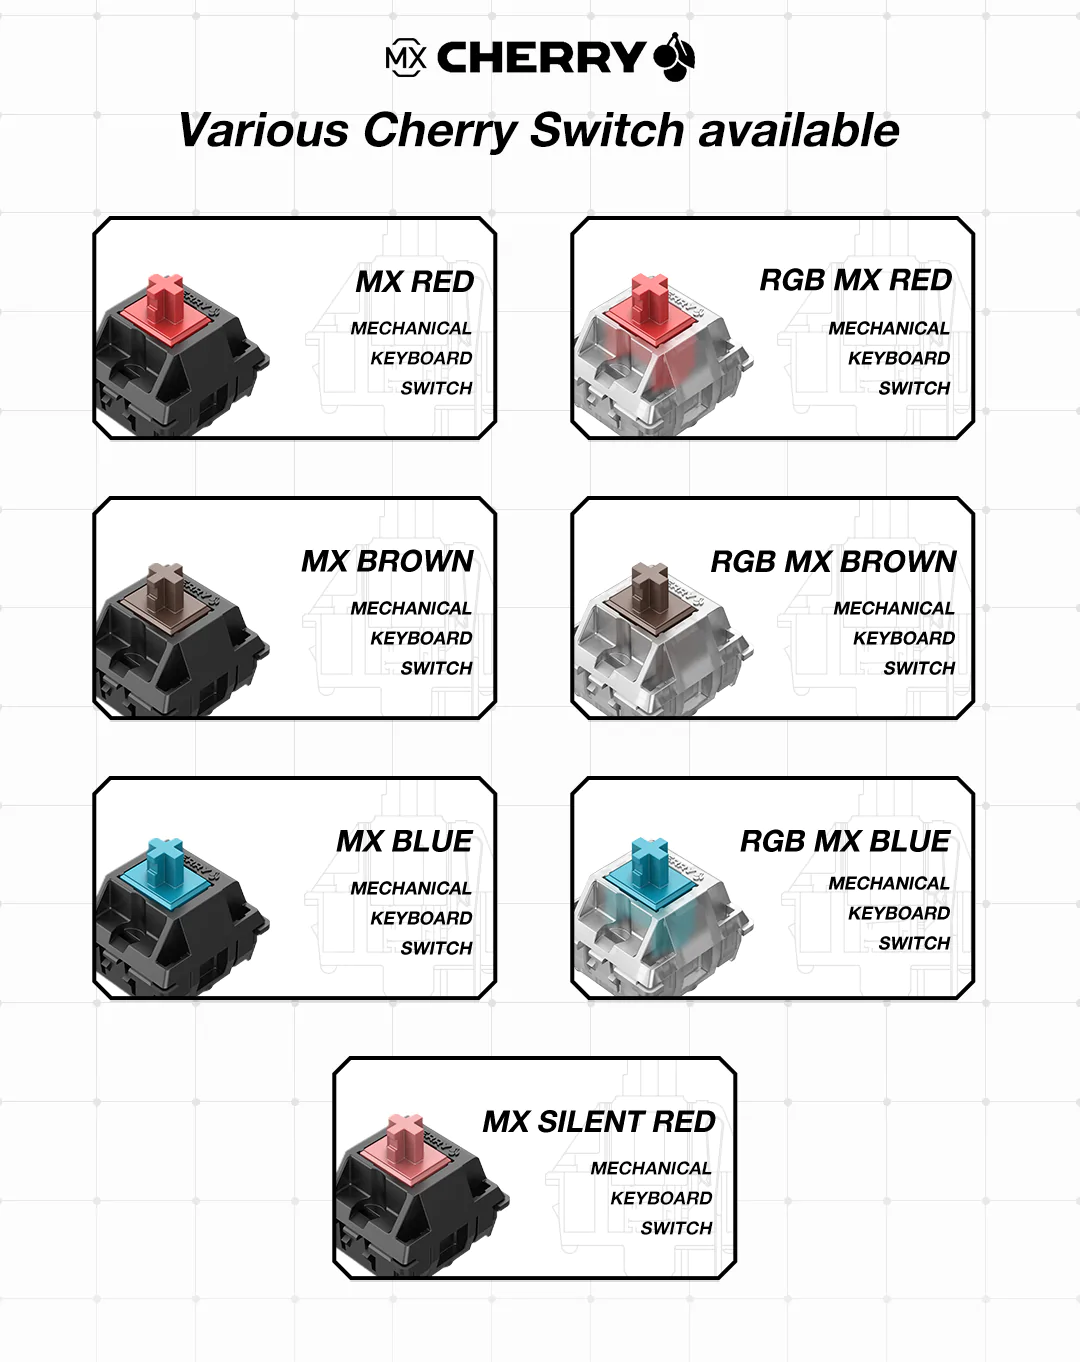 MX CHERRY
Various Cherry Switch available
MX RED
MECHANICAL
KEYBOARD
SWITCH
RGB MX RED
MECHANICAL
KEYBOARD
SWITCH
MX BROWN
MECHANICAL
KEYBOARD
SWITCH
RGB MX BROWN
MECHANICAL
KEYBOARD
SWITCH
MX BLUE
MECHANICAL
KEYBOARD
SWITCH
RGB MX BLUE
MECHANICAL
KEYBOARD
SWITCH
MX SILENT RED
MECHANICAL
KEYBOARD
SWITCH